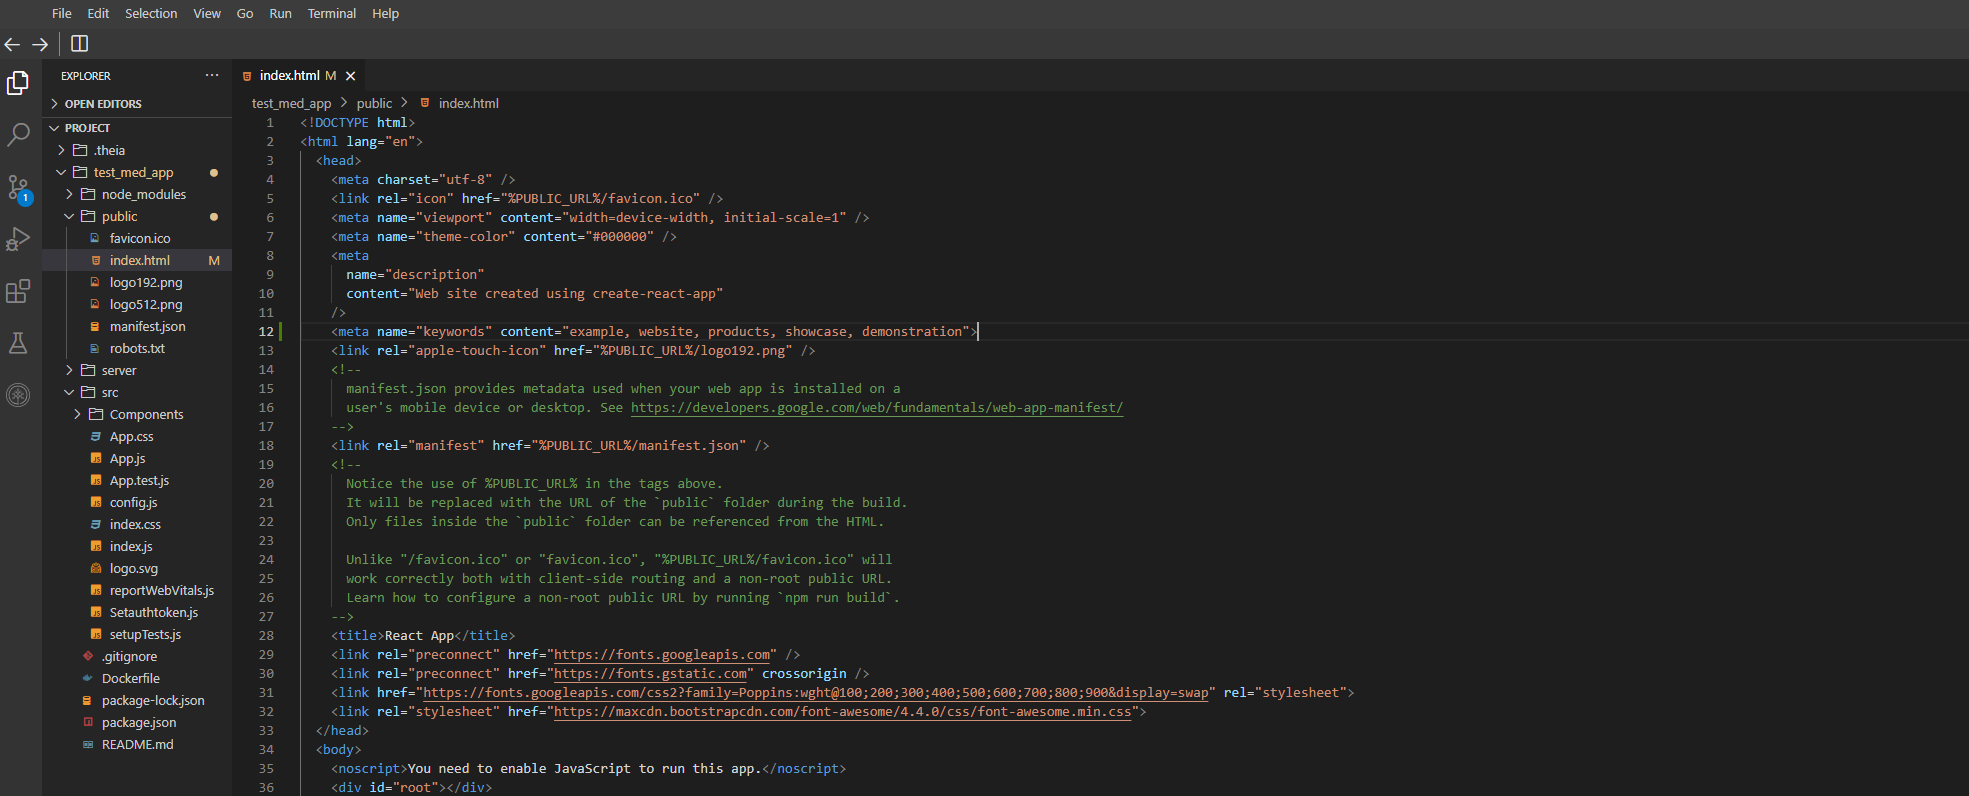 File Edit Selection View Go Run Terminal Help
EXPLORER ···
OPEN EDITORS
PROJECT
.theia
test_med_app
node_modules
public
favicon.ico
index.html M
logo192.png
logo512.png
manifest.json
robots.txt
server
src
Components
App.css
App.js
App.test.js
config.js
index.css
index.js
logo.svg
reportWebVitals.js
Setauthtoken.js
setupTests.js
.gitignore
Dockerfile
package-lock.json
package.json
README.md
1
index.html M
test_med_app > public > index.html
1 <!DOCTYPE html>
2 <html lang="en">
3 <head>
4 <meta charset="utf-8" />
5 <link rel="icon" href="%PUBLIC_URL%/favicon.ico" />
6 <meta name="viewport" content="width=device-width, initial-scale=1" />
7 <meta name="theme-color" content="#000000" />
8 <meta
9 name="description"
10 content="Web site created using create-react-app"
11 />
12 <meta name="keywords" content="example, website, products, showcase, demonstration">
13 <link rel="apple-touch-icon" href="%PUBLIC_URL%/logo192.png" />
14 <!--
15 manifest.json provides metadata used when your web app is installed on a
16 user's mobile device or desktop. See https://developers.google.com/web/fundamentals/web-app-manifest/
17 -->
18 <link rel="manifest" href="%PUBLIC_URL%/manifest.json" />
19 <!--
20 Notice the use of %PUBLIC_URL% in the tags above.
21 It will be replaced with the URL of the `public` folder during the build.
22 Only files inside the `public` folder can be referenced from the HTML.
23
24 Unlike "/favicon.ico" or "favicon.ico", "%PUBLIC_URL%/favicon.ico" will
25 work correctly both with client-side routing and a non-root public URL.
26 Learn how to configure a non-root public URL by running `npm run build`.
27 -->
28 <title>React App</title>
29 <link rel="preconnect" href="https://fonts.googleapis.com" />
30 <link rel="preconnect" href="https://fonts.gstatic.com" crossorigin />
31 <link href="https://fonts.googleapis.com/css2?family=Poppins:wght@100;200;300;400;500;600;700;800;900&display=swap" rel="stylesheet">
32 <link rel="stylesheet" href="https://maxcdn.bootstrapcdn.com/font-awesome/4.4.0/css/font-awesome.min.css">
33 </head>
34 <body>
35 <noscript>You need to enable JavaScript to run this app.</noscript>
36 <div id="root"></div>